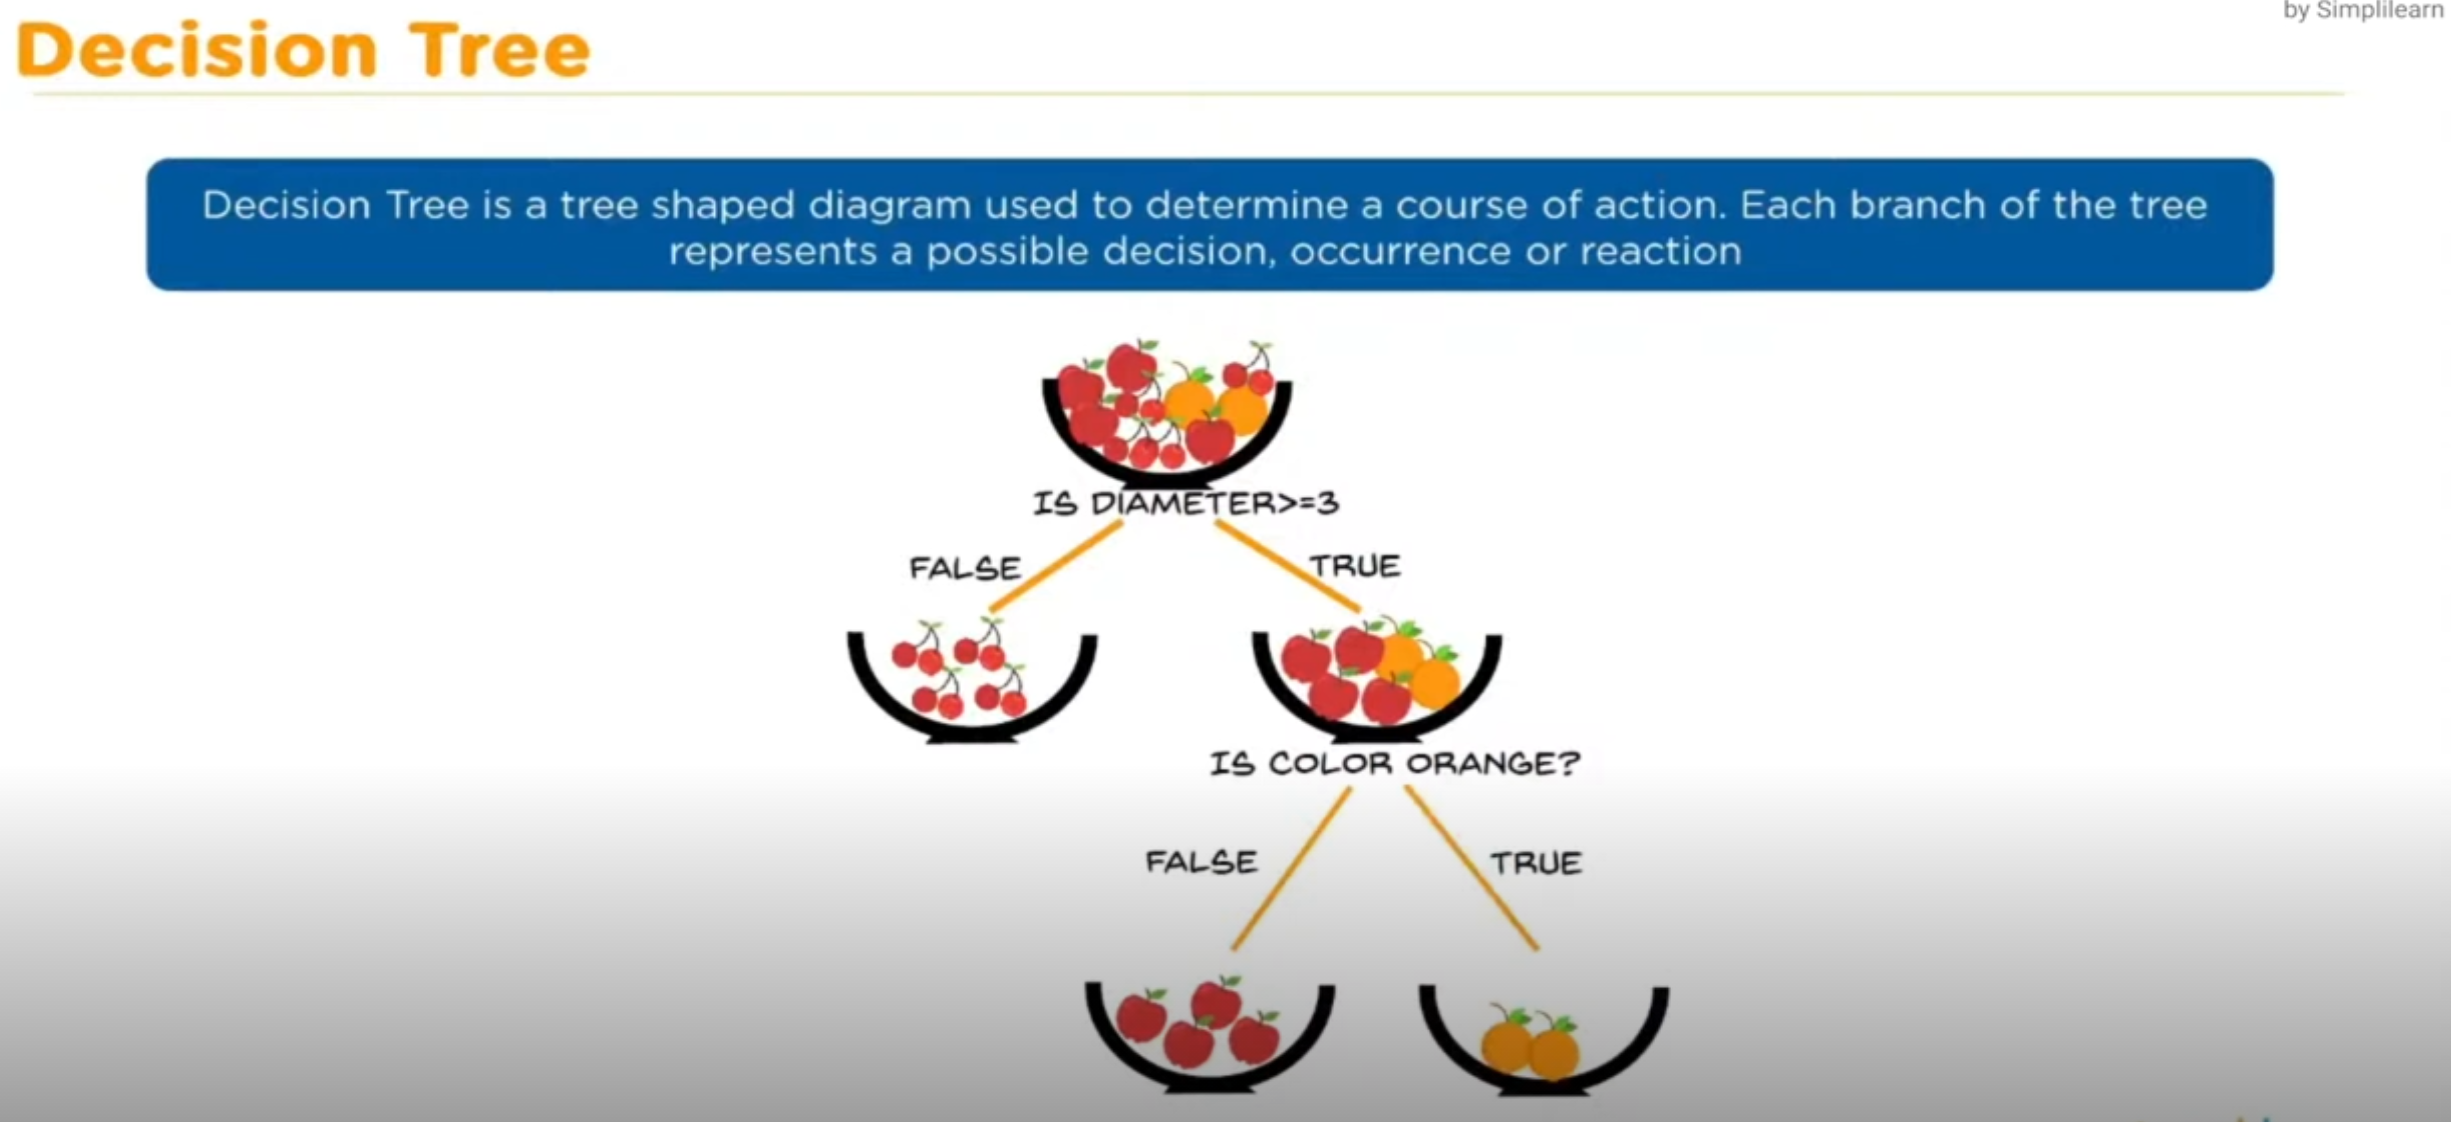 by Simplilearn
Decision Tree
Decision Tree is a tree shaped diagram used to determine a course of action. Each branch of the tree
represents a possible decision, occurrence or reaction
IS DIAMETER>=3
FALSE
TRUE
IS COLOR ORANGE?
FALSE
TRUE